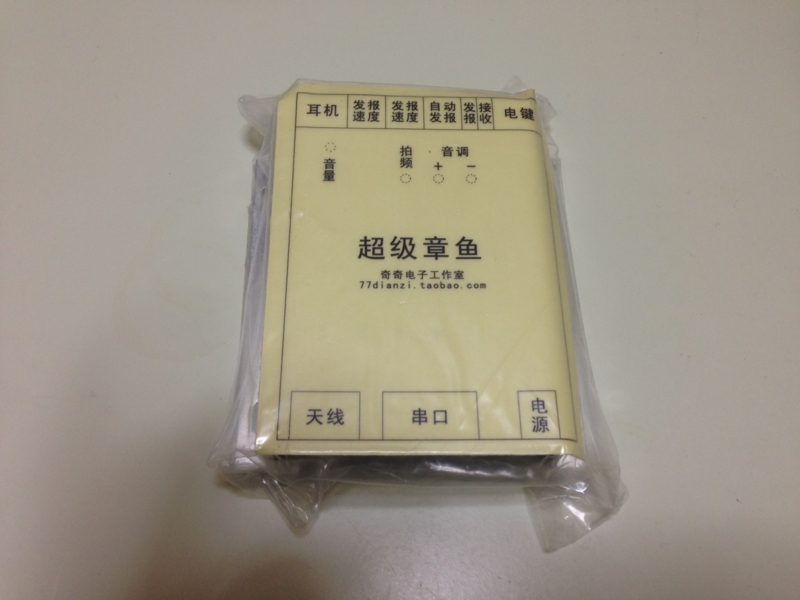 耳机
发报速度
发报速度
自动发报
发报
接收
电键
音量
拍频
音调
+ −
超级章鱼
奇奇电子工作室
77dianzi.taobao.com
天线
串口
电源